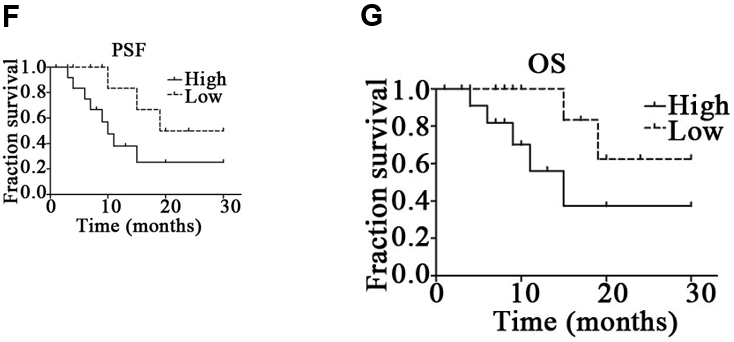 F
PSF
Fraction survival
1.0
0.8
0.6
0.4
0.2
0.0
0 10 20 30
Time (months)
High
Low
G
OS
Fraction survival
1.0
0.8
0.6
0.4
0.2
0.0
0 10 20 30
Time (months)
High
Low